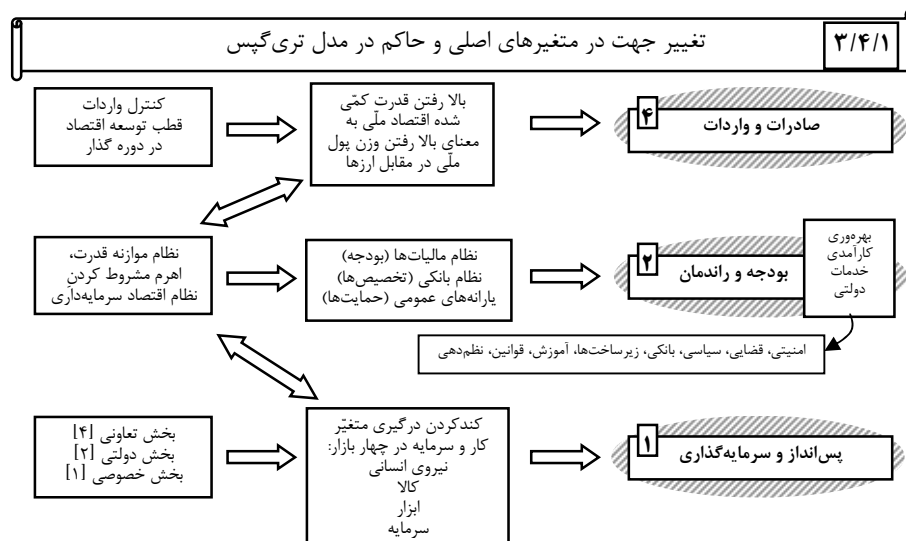 ۳/۴/۱
تغییر جهت در متغیرهای اصلی و حاکم در مدل تری‌گپس
۴
صادرات و واردات
بالا رفتن قدرت کمّی
شده اقتصاد ملّی به
معنای بالا رفتن وزن پول
ملّی در مقابل ارزها
کنترل واردات
قطب توسعه اقتصاد
در دوره گذار
بهره‌وری
کارآمدی
خدمات
دولتی
۲
بودجه و راندمان
نظام مالیات‌ها (بودجه)
نظام بانکی (تخصیص‌ها)
یارانه‌های عمومی (حمایت‌ها)
نظام موازنه قدرت،
اهرم مشروط کردن
نظام اقتصاد سرمایه‌داری
امنیتی، قضایی، سیاسی، بانکی، زیرساخت‌ها، آموزش، قوانین، نظم‌دهی
۱
پس‌انداز و سرمایه‌گذاری
کندکردن درگیری متغیّر
کار و سرمایه در چهار بازار:
نیروی انسانی
کالا
ابزار
سرمایه
بخش تعاونی [۴]
بخش دولتی [۲]
بخش خصوصی [۱]